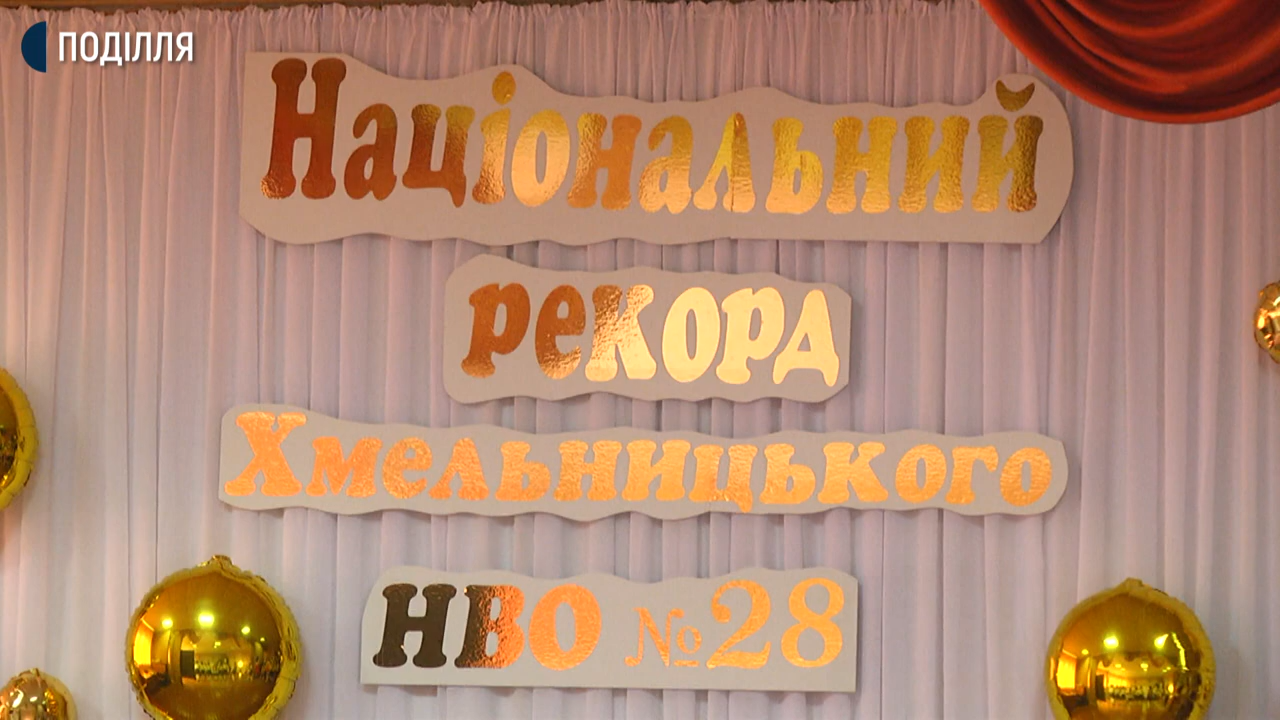 ПОДІЛЛЯ
Національний
рекорд
Хмельницького
НВО №28